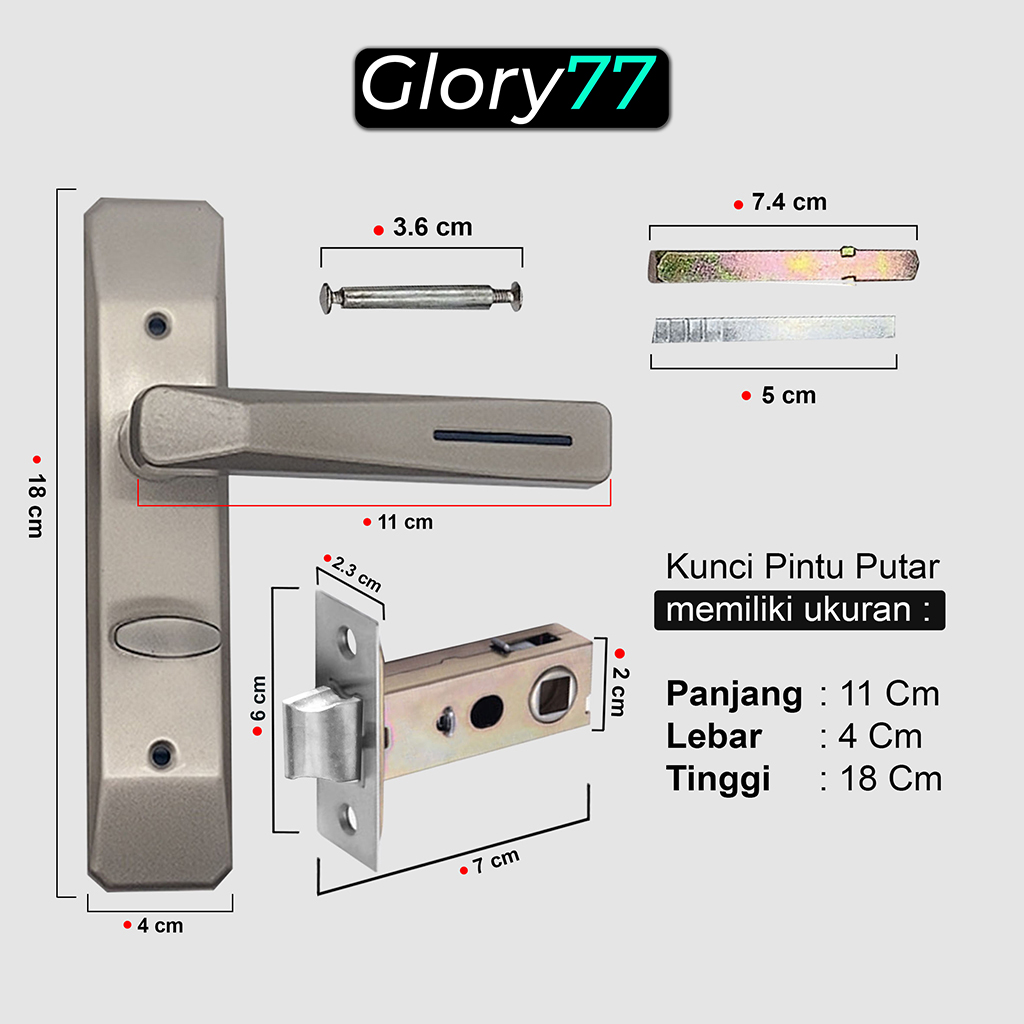 Glory77
3.6 cm
7.4 cm
5 cm
18 cm
11 cm
2.3 cm
6 cm
2 cm
7 cm
4 cm
Kunci Pintu Putar
memiliki ukuran :
Panjang : 11 Cm
Lebar : 4 Cm
Tinggi : 18 Cm